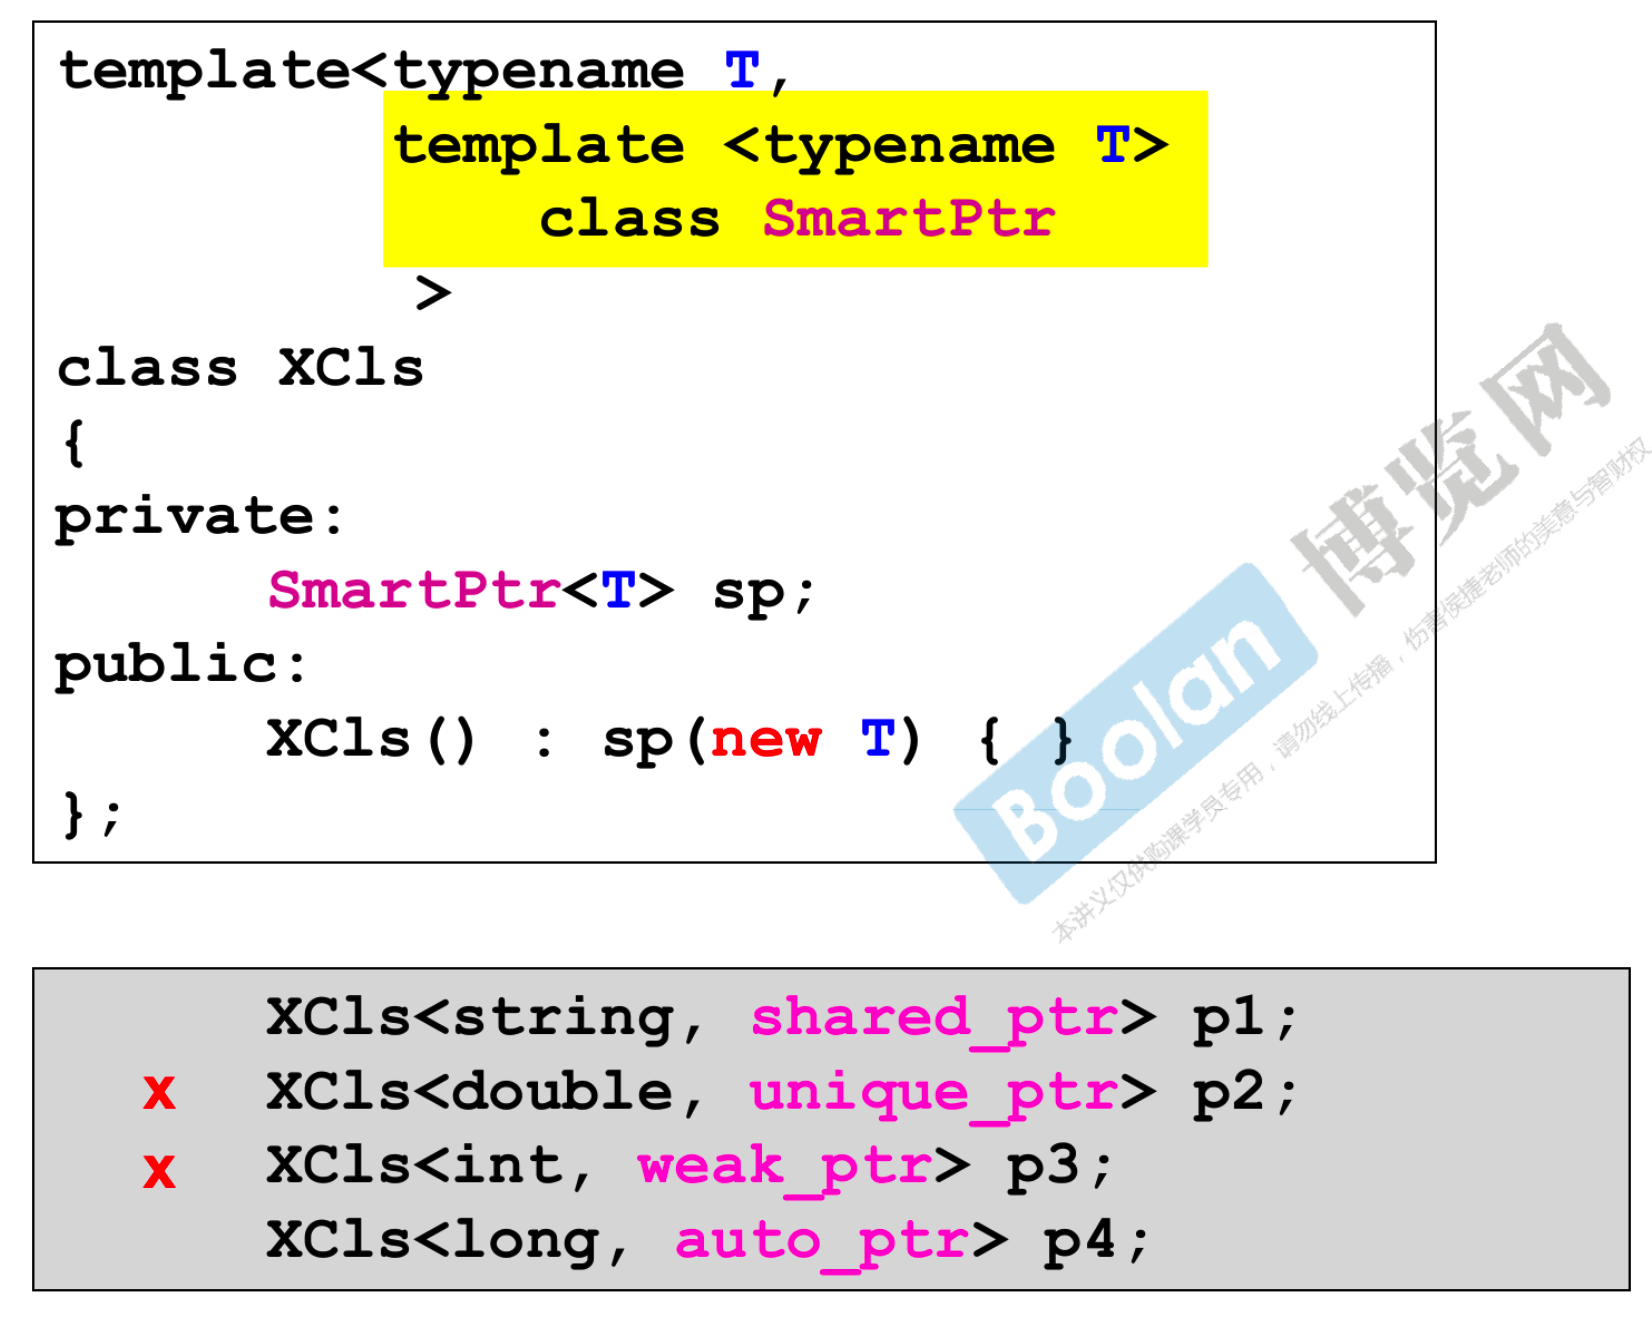 template<typename T,
template <typename T>
class SmartPtr
>
class XCls
{
private:
SmartPtr<T> sp;
public:
XCls() : sp(new T) { }
};
Boolan 博览网
本讲义仅供购课学员专用，请勿线上传播，伤害侯捷老师的美意与智财权
XCls<string, shared_ptr> p1;
x XCls<double, unique_ptr> p2;
x XCls<int, weak_ptr> p3;
XCls<long, auto_ptr> p4;